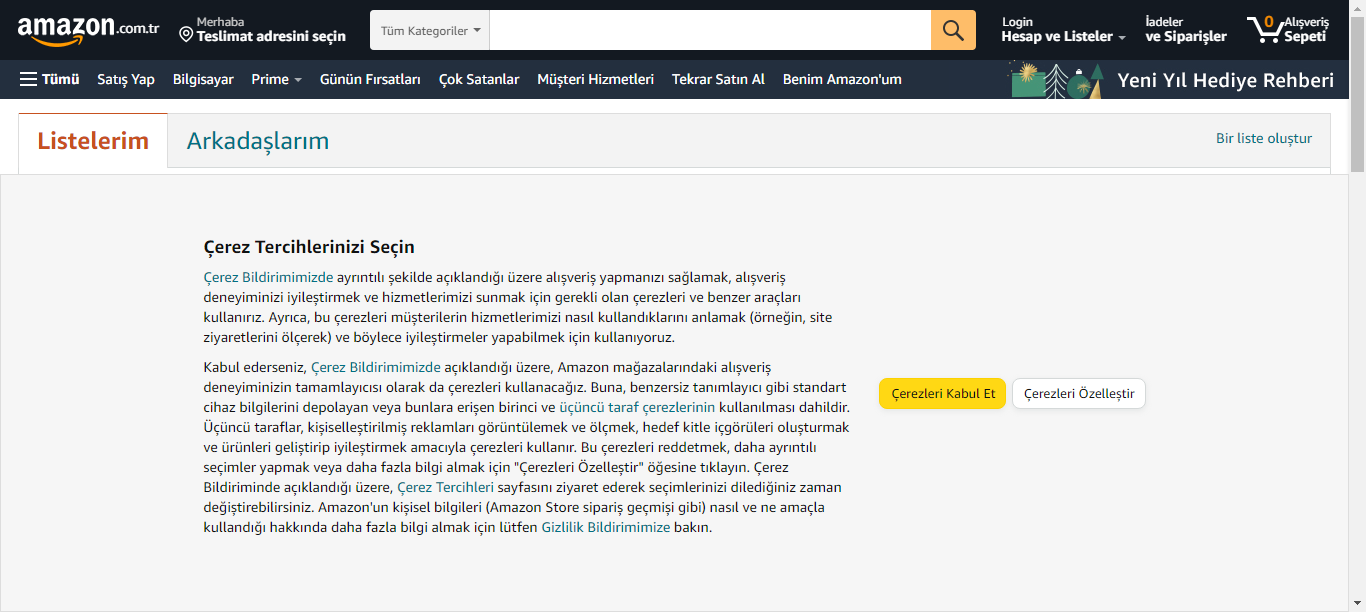 amazon.com.tr
Merhaba
Teslimat adresini seçin
Tüm Kategoriler
Login
Hesap ve Listeler
İadeler
ve Siparişler
0
Alışveriş
Sepeti
Tümü Satış Yap Bilgisayar Prime Günün Fırsatları Çok Satanlar Müşteri Hizmetleri Tekrar Satın Al Benim Amazon'um Yeni Yıl Hediye Rehberi
Listelerim Arkadaşlarım Bir liste oluştur
Çerez Tercihlerinizi Seçin
Çerez Bildirimimizde ayrıntılı şekilde açıklandığı üzere alışveriş yapmanızı sağlamak, alışveriş
deneyiminizi iyileştirmek ve hizmetlerimizi sunmak için gerekli olan çerezleri ve benzer araçları
kullanırız. Ayrıca, bu çerezleri müşterilerin hizmetlerimizi nasıl kullandıklarını anlamak (örneğin, site
ziyaretlerini ölçerek) ve böylece iyileştirmeler yapabilmek için kullanıyoruz.
Kabul ederseniz, Çerez Bildirimimizde açıklandığı üzere, Amazon mağazalarındaki alışveriş
deneyiminizin tamamlayıcısı olarak da çerezleri kullanacağız. Buna, benzersiz tanımlayıcı gibi standart
cihaz bilgilerini depolayan veya bunlara erişen birinci ve üçüncü taraf çerezlerinin kullanılması dahildir.
Üçüncü taraflar, kişiselleştirilmiş reklamları görüntülemek ve ölçmek, hedef kitle içgörüleri oluşturmak
ve ürünleri geliştirip iyileştirmek amacıyla çerezleri kullanır. Bu çerezleri reddetmek, daha ayrıntılı
seçimler yapmak veya daha fazla bilgi almak için "Çerezleri Özelleştir" öğesine tıklayın. Çerez
Bildiriminde açıklandığı üzere, Çerez Tercihleri sayfasını ziyaret ederek seçimlerinizi dilediğiniz zaman
değiştirebilirsiniz. Amazon'un kişisel bilgileri (Amazon Store sipariş geçmişi gibi) nasıl ve ne amaçla
kullandığı hakkında daha fazla bilgi almak için lütfen Gizlilik Bildirimimize bakın.
Çerezleri Kabul Et Çerezleri Özelleştir